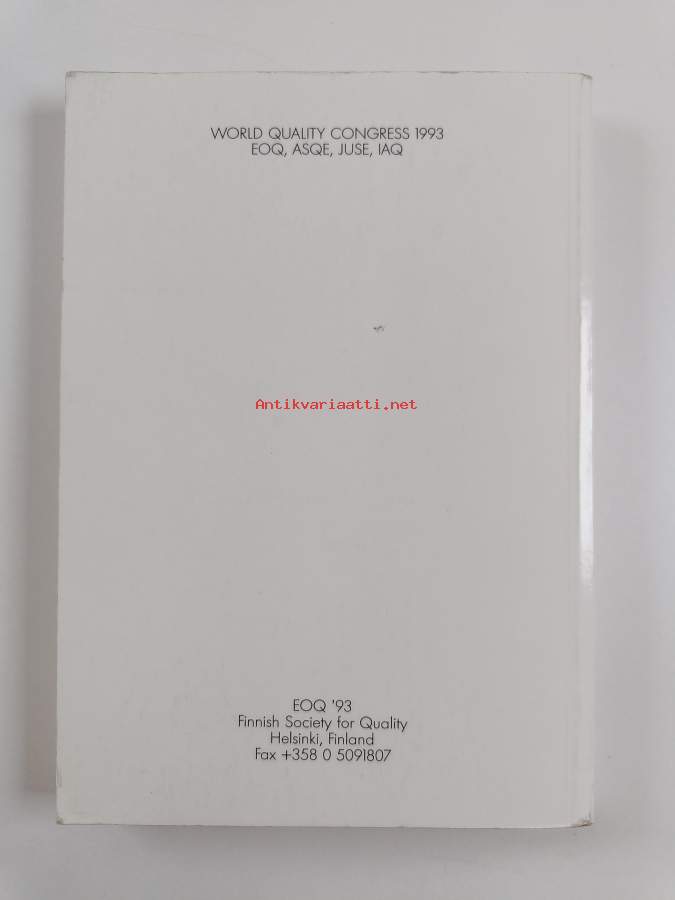 WORLD QUALITY CONGRESS 1993
EOQ, ASQE, JUSE, IAQ
Antikvariaatti.net
EOQ '93
Finnish Society for Quality
Helsinki, Finland
Fax +358 0 5091807